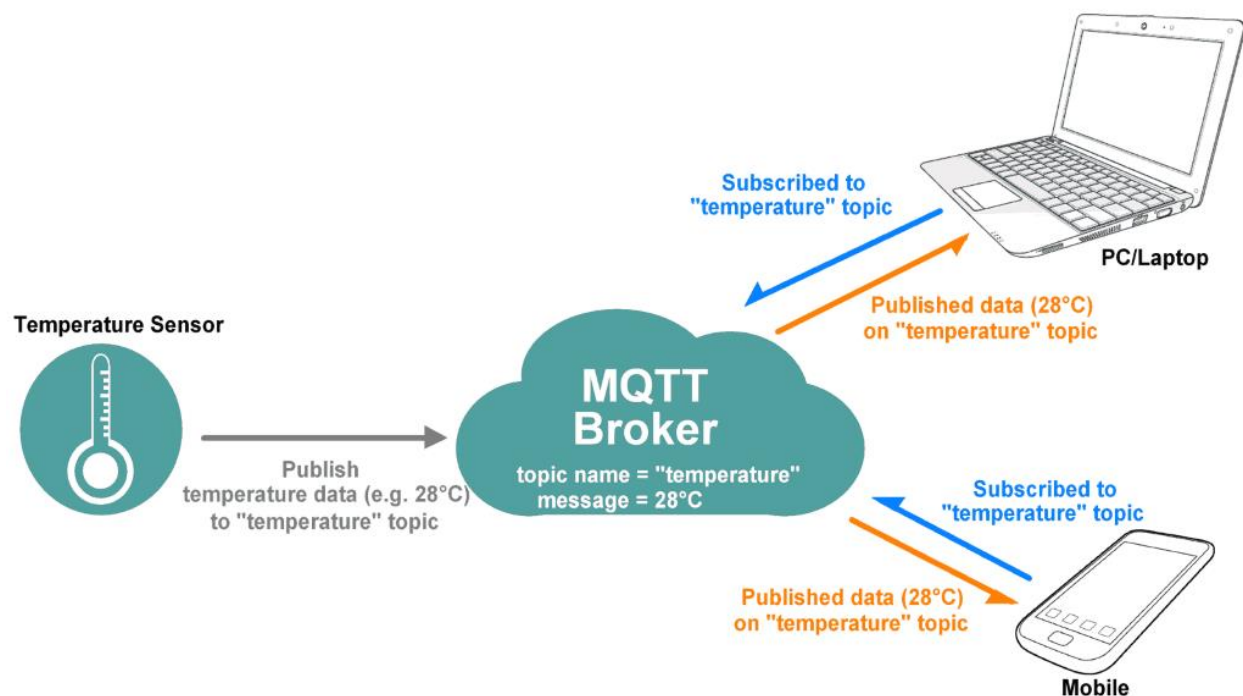 Temperature Sensor
Publish
temperature data (e.g. 28°C)
to "temperature" topic
MQTT
Broker
topic name = "temperature"
message = 28°C
Subscribed to
"temperature" topic
PC/Laptop
Published data (28°C)
on "temperature" topic
Subscribed to
"temperature" topic
Published data (28°C)
on "temperature" topic
Mobile